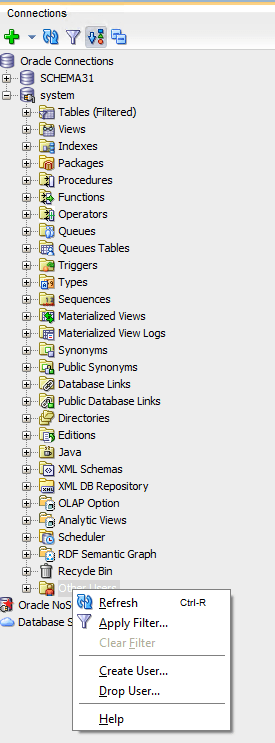 Connections
Oracle Connections
SCHEMA31
system
Tables (Filtered)
Views
Indexes
Packages
Procedures
Functions
Operators
Queues
Queues Tables
Triggers
Types
Sequences
Materialized Views
Materialized View Logs
Synonyms
Public Synonyms
Database Links
Public Database Links
Directories
Editions
Java
XML Schemas
XML DB Repository
OLAP Option
Analytic Views
Scheduler
RDF Semantic Graph
Recycle Bin
Other Users
Oracle NoS
Database S
Refresh Ctrl-R
Apply Filter...
Clear Filter
Create User...
Drop User...
Help